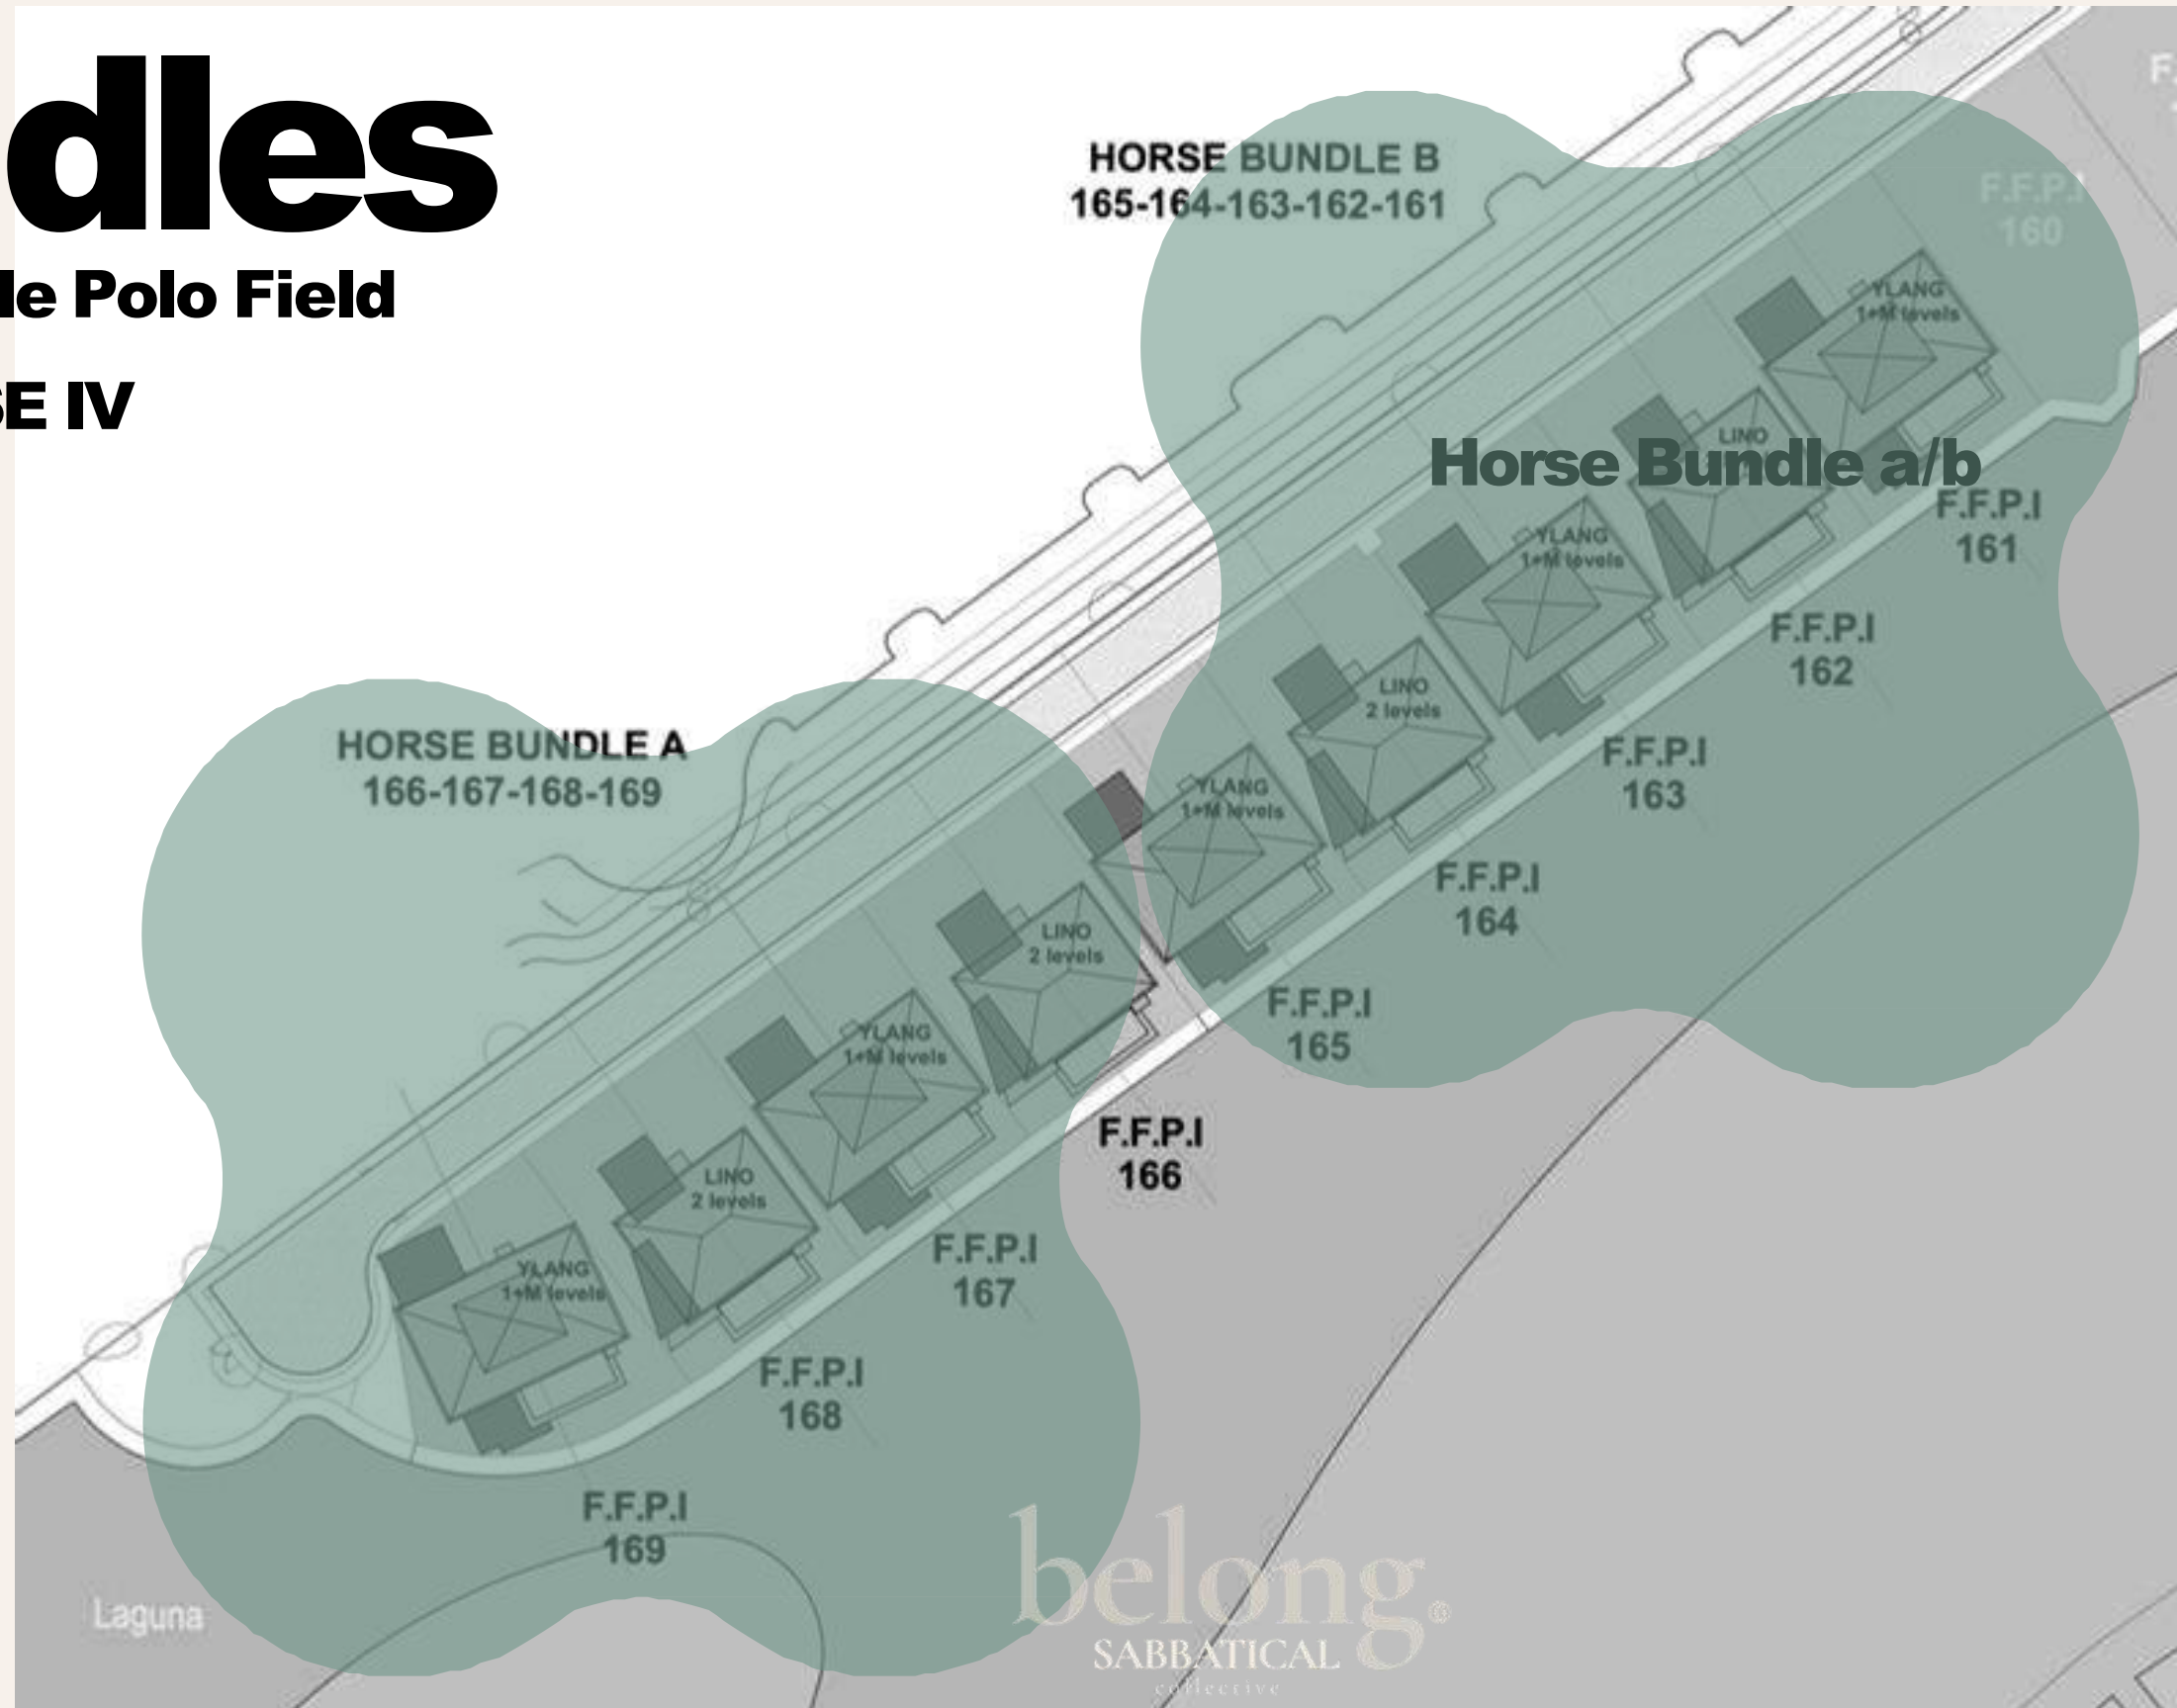 dles
le Polo Field
SE IV
HORSE BUNDLE B
165-164-163-162-161
F.
F.F.P.I
160
YLANG
1+M levels
LINO
Horse Bundle a/b
F.F.P.I
161
YLANG
1+M levels
F.F.P.I
162
LINO
2 levels
F.F.P.I
163
HORSE BUNDLE A
166-167-168-169
YLANG
1+M levels
F.F.P.I
164
LINO
2 levels
F.F.P.I
165
YLANG
1+M levels
F.F.P.I
166
LINO
2 levels
F.F.P.I
167
YLANG
1+M levels
F.F.P.I
168
F.F.P.I
169
Laguna
belong®
SABBATICAL
collective